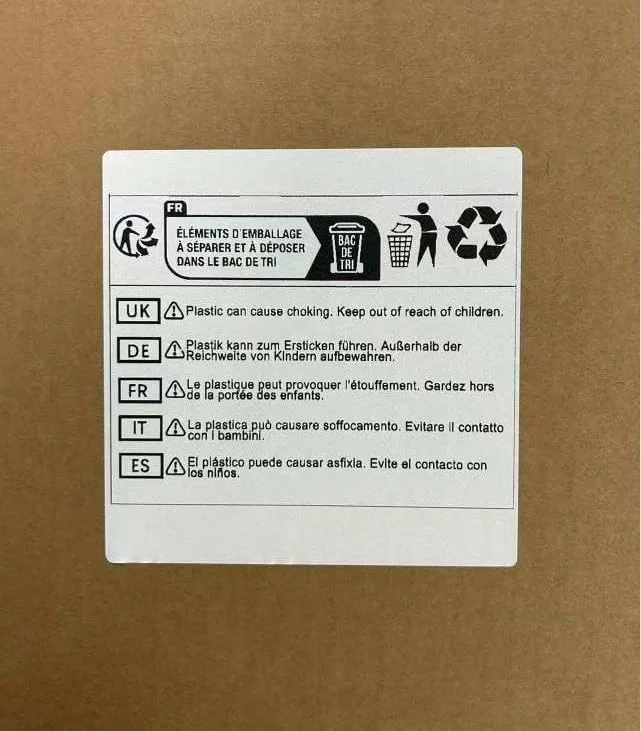 FR
ÉLÉMENTS D'EMBALLAGE
À SÉPARER ET À DÉPOSER
DANS LE BAC DE TRI
BAC
DE
TRI
UK Plastic can cause choking. Keep out of reach of children.
DE Plastik kann zum Ersticken führen. Außerhalb der
Reichweite von Kindern aufbewahren.
FR Le plastique peut provoquer l'étouffement. Gardez hors
de la portée des enfants.
IT La plastica può causare soffocamento. Evitare il contatto
con i bambini.
ES El plástico puede causar asfixia. Evite el contacto con
los niños.